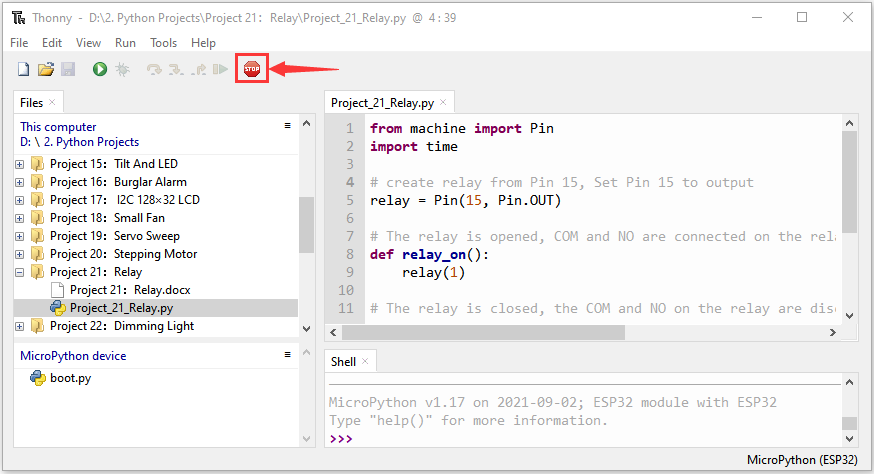 Thonny - D:\2. Python Projects\Project 21: Relay\Project_21_Relay.py @ 4 : 39
File Edit View Run Tools Help
STOP
Files
This computer
D: \ 2. Python Projects
Project 15: Tilt And LED
Project 16: Burglar Alarm
Project 17: I2C 128×32 LCD
Project 18: Small Fan
Project 19: Servo Sweep
Project 20: Stepping Motor
Project 21: Relay
Project 21: Relay.docx
Project_21_Relay.py
Project 22: Dimming Light
MicroPython device
boot.py
Project_21_Relay.py
1 from machine import Pin
2 import time
3
4 # create relay from Pin 15, Set Pin 15 to output
5 relay = Pin(15, Pin.OUT)
6
7 # The relay is opened, COM and NO are connected on the rela
8 def relay_on():
9 relay(1)
10
11 # The relay is closed, the COM and NO on the relay are disc
Shell
MicroPython v1.17 on 2021-09-02; ESP32 module with ESP32
Type "help()" for more information.
>>>
MicroPython (ESP32)